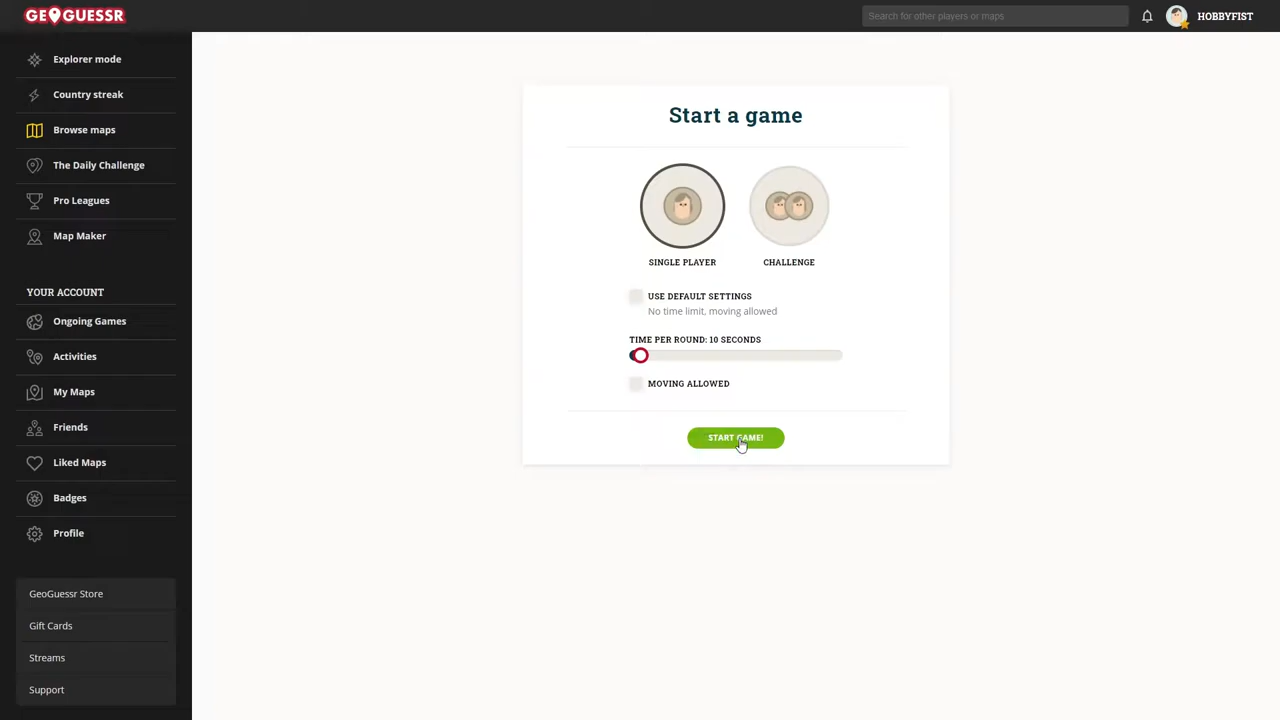 GEOGUESSR
Search for other players or maps
HOBBYFIST
Explorer mode
Country streak
Browse maps
The Daily Challenge
Pro Leagues
Map Maker
YOUR ACCOUNT
Ongoing Games
Activities
My Maps
Friends
Liked Maps
Badges
Profile
GeoGuessr Store
Gift Cards
Streams
Support
Start a game
SINGLE PLAYER
CHALLENGE
USE DEFAULT SETTINGS
No time limit, moving allowed
TIME PER ROUND: 10 SECONDS
MOVING ALLOWED
START GAME!